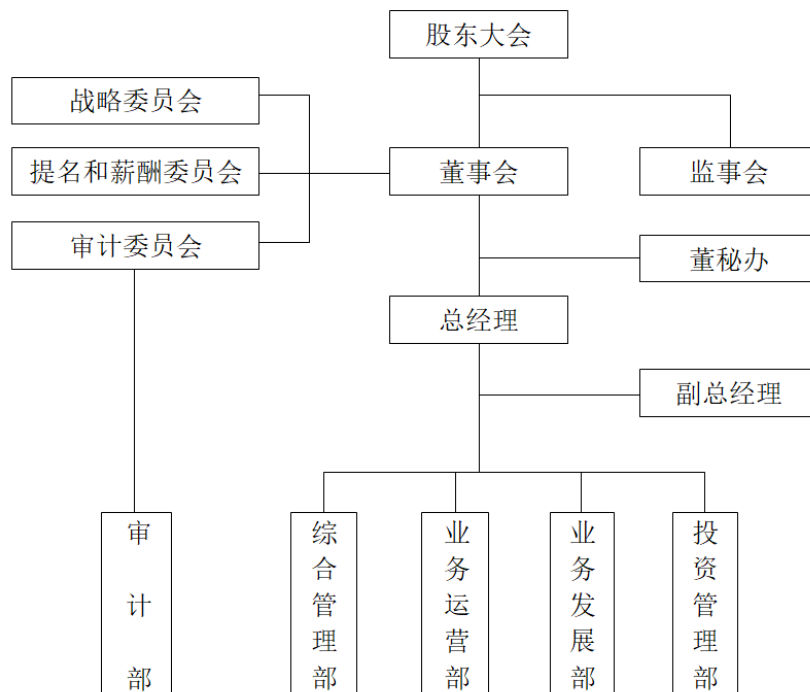 股东大会
战略委员会
提名和薪酬委员会
董事会
监事会
审计委员会
董秘办
总经理
副总经理
审计部
综合管理部
业务运营部
业务发展部
投资管理部